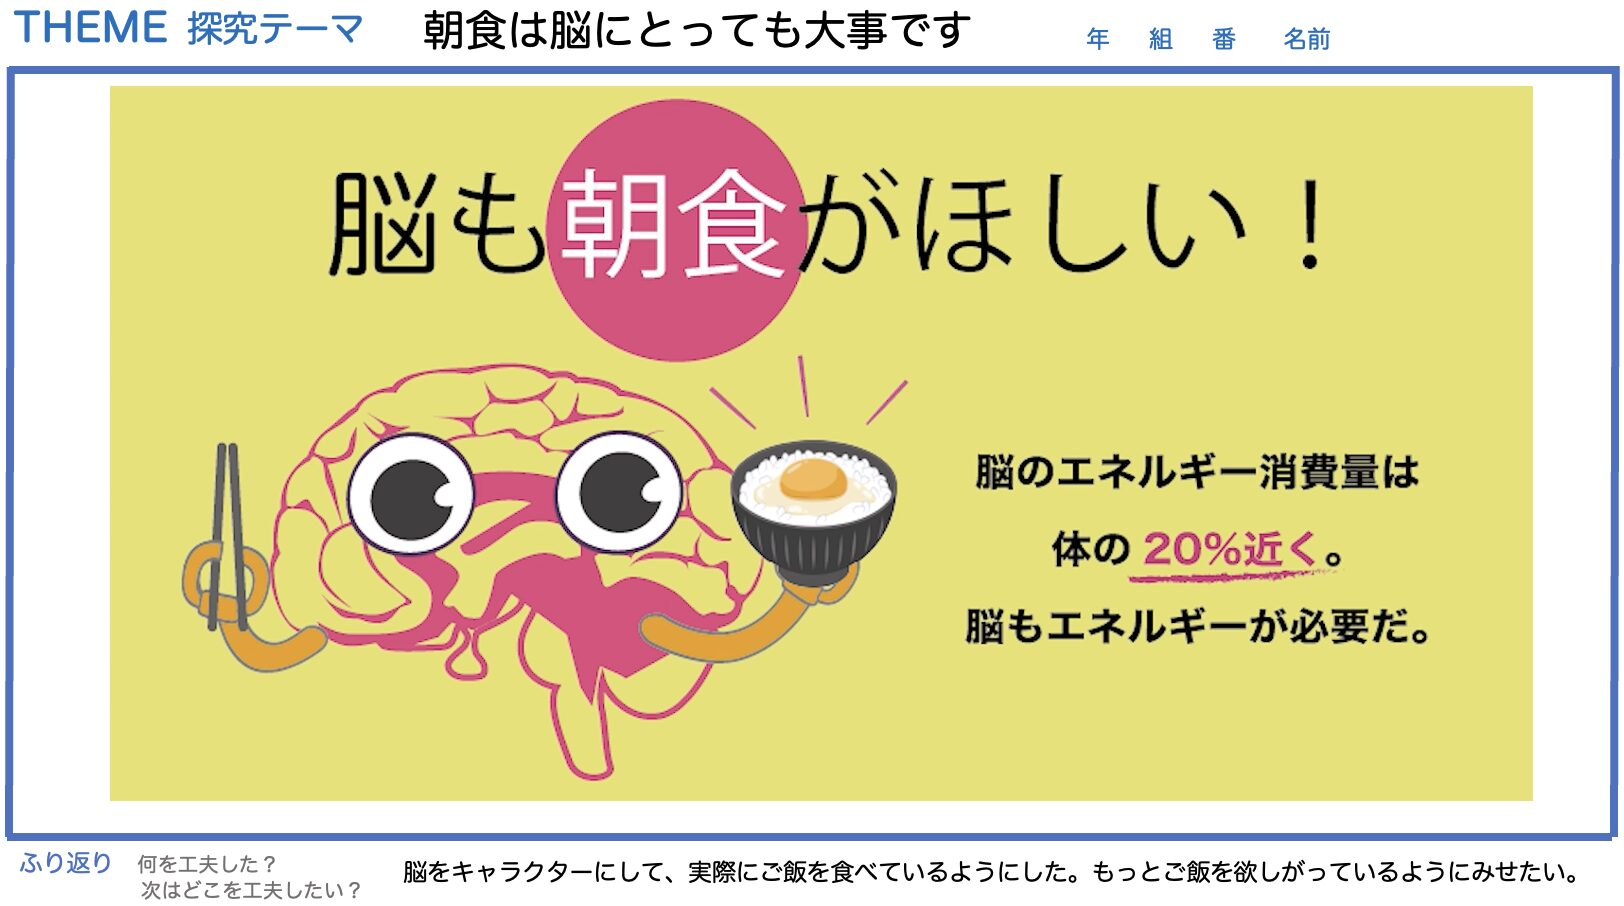 THEME 探究テーマ 朝食は脳にとっても大事です 年 組 番 名前
脳も朝食がほしい！
脳のエネルギー消費量は
体の 20%近く。
脳もエネルギーが必要だ。
ふり返り 何を工夫した？
次はどこを工夫したい？
脳をキャラクターにして、実際にご飯を食べているようにした。もっとご飯を欲しがっているようにみせたい。